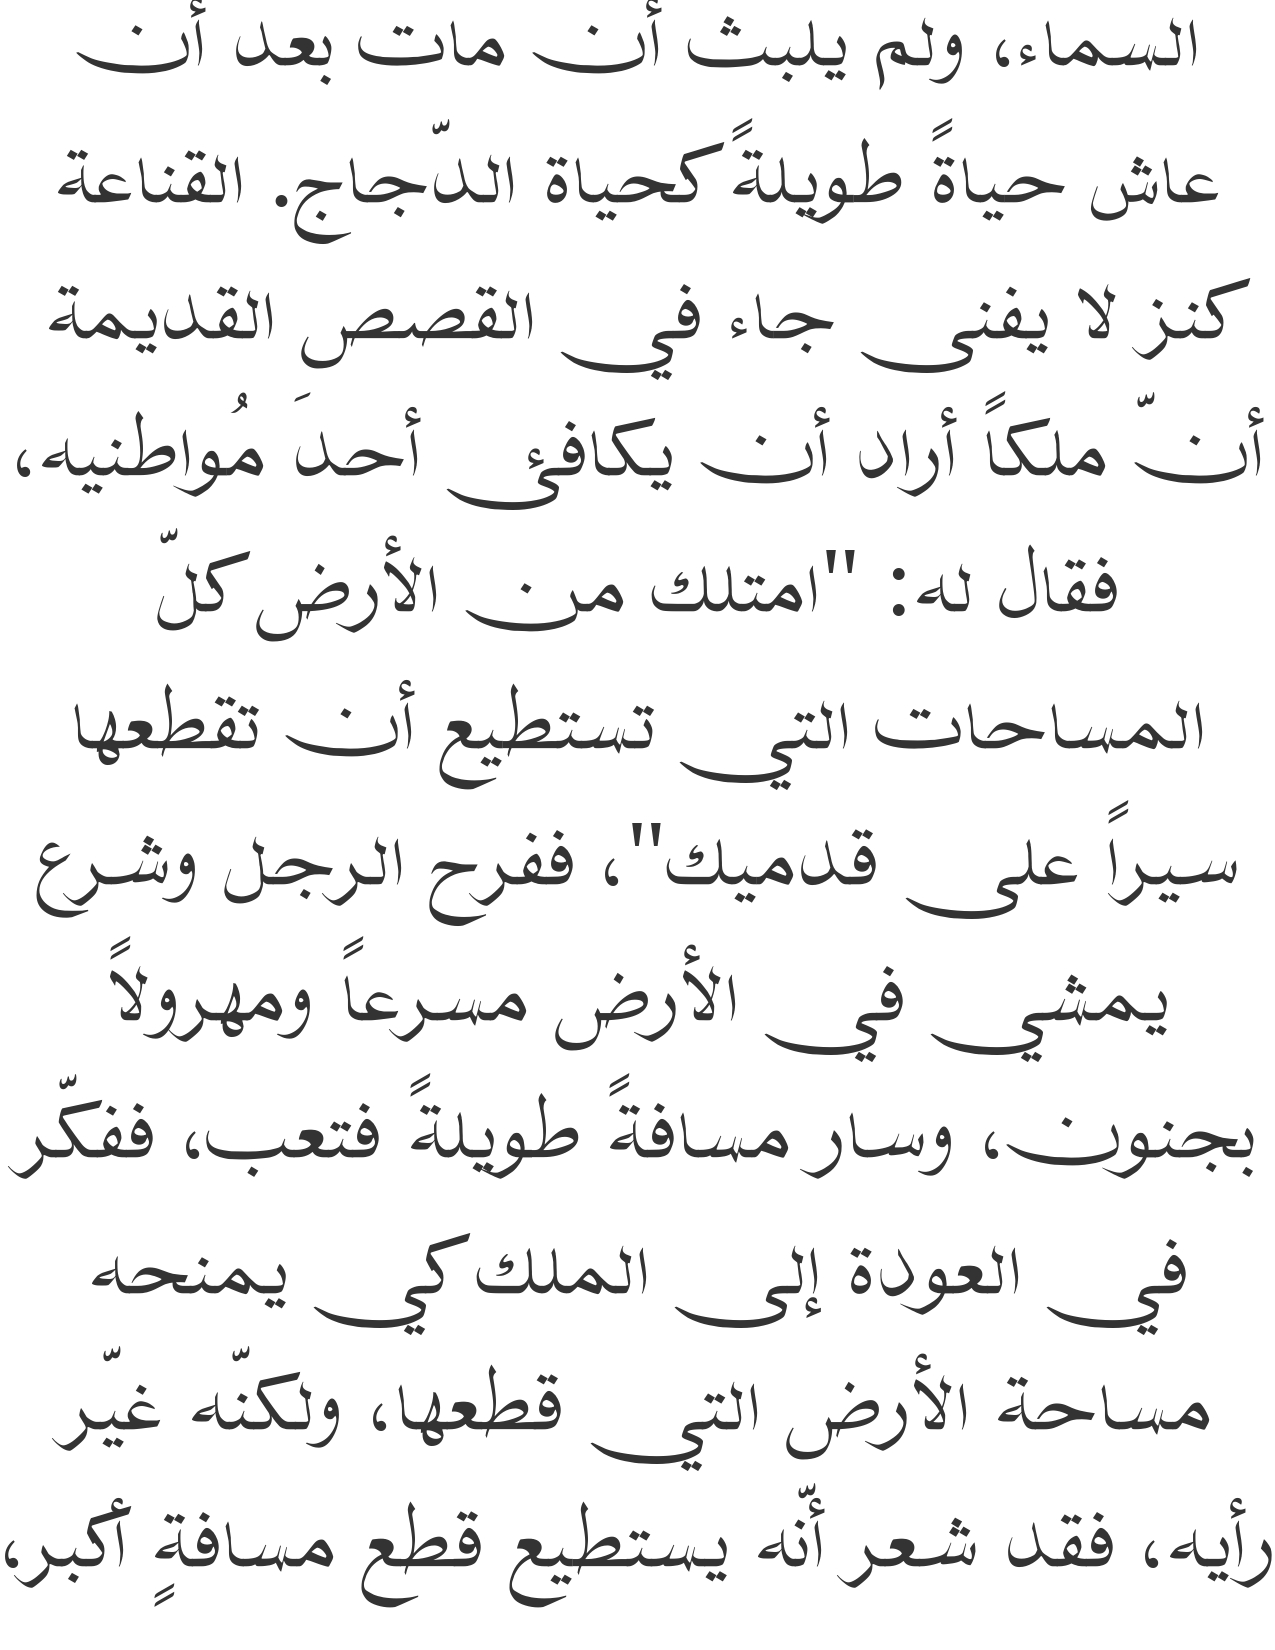 السماء، ولم يلبث أن مات بعد أن
عاش حياةً طويلةً كحياة الدّجاج. القناعة
كنز لا يفنى جاء في القصص القديمة
أنّ ملكاً أراد أن يكافئ أحدَ مُواطنيه،
فقال له: "امتلك من الأرض كلّ
المساحات التي تستطيع أن تقطعها
سيراً على قدميك"، ففرح الرجل وشرع
يمشي في الأرض مسرعاً ومهرولاً
بجنون، وسار مسافةً طويلةً فتعب، ففكّر
في العودة إلى الملك كي يمنحه
مساحة الأرض التي قطعها، ولكنّه غيّر
رأيه، فقد شعر أنّه يستطيع قطع مسافةٍ أكبر،